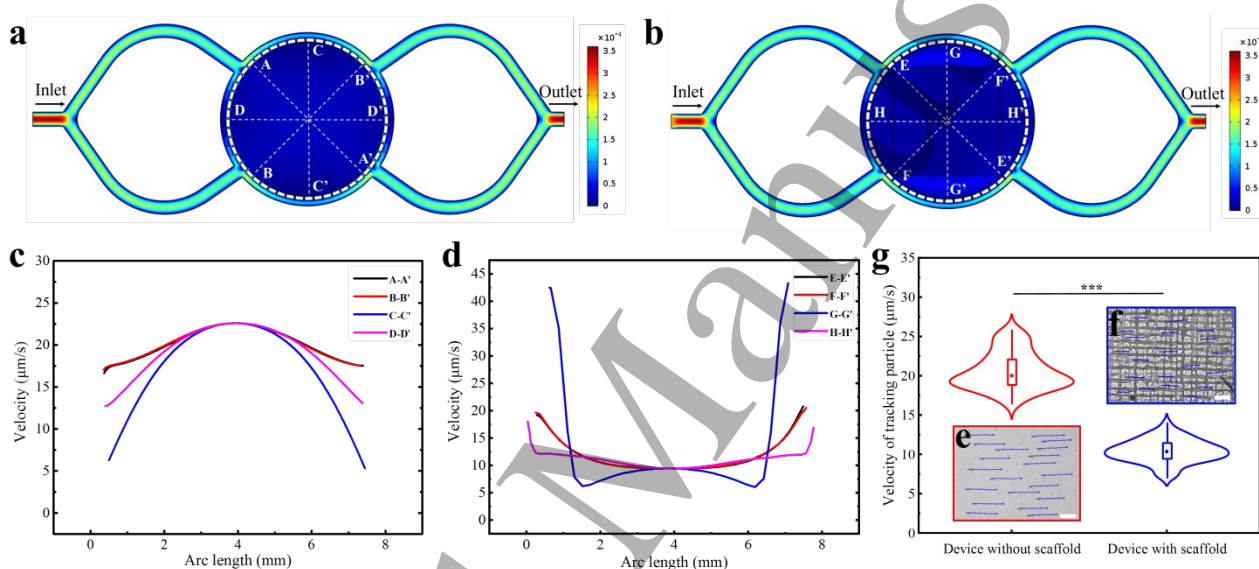 a
×10⁻⁴
4
3.5
3
2.5
2
1.5
1
0.5
0
Inlet
Outlet
A
B
C
D
A'
B'
C'
D'
b
3.5
3
2.5
2
1.5
1
0.5
0
Inlet
Outlet
E
F
G
H
E'
F'
G'
H'
c
Velocity (μm/s)
30
25
20
15
10
5
0
0 2 4 6 8
Arc length (mm)
A-A'
B-B'
C-C'
D-D'
d
Velocity (μm/s)
45
40
35
30
25
20
15
10
5
0
0 2 4 6 8
Arc length (mm)
E-E'
F-F'
G-G'
H-H'
g
Velocity of tracking particle (μm/s)
35
30
25
20
15
10
5
0
***
f
e
Device without scaffold Device with scaffold
Manus